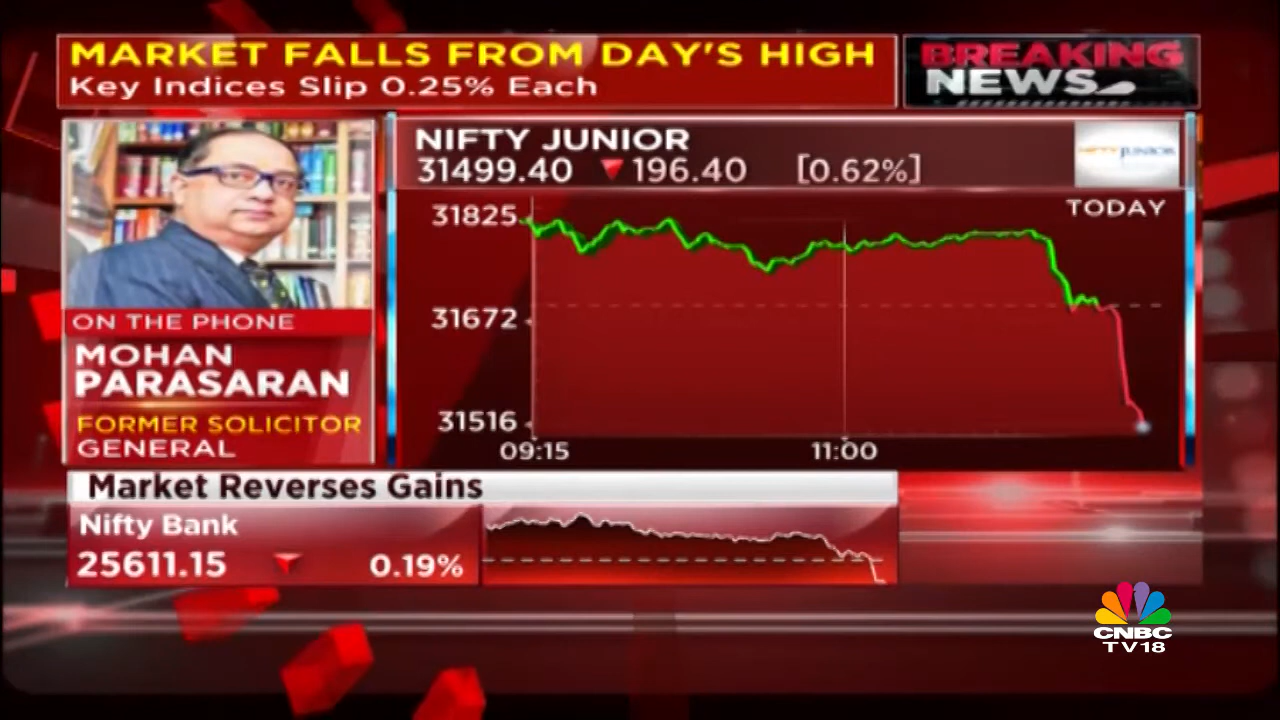 MARKET FALLS FROM DAY'S HIGH
Key Indices Slip 0.25% Each
BREAKING
NEWS
NIFTY JUNIOR
31499.40 196.40 [0.62%]
NIFTY JUNIOR
TODAY
31825
31672
31516
09:15 11:00
ON THE PHONE
MOHAN
PARASARAN
FORMER SOLICITOR
GENERAL
Market Reverses Gains
Nifty Bank
25611.15 0.19%
CNBC
TV18